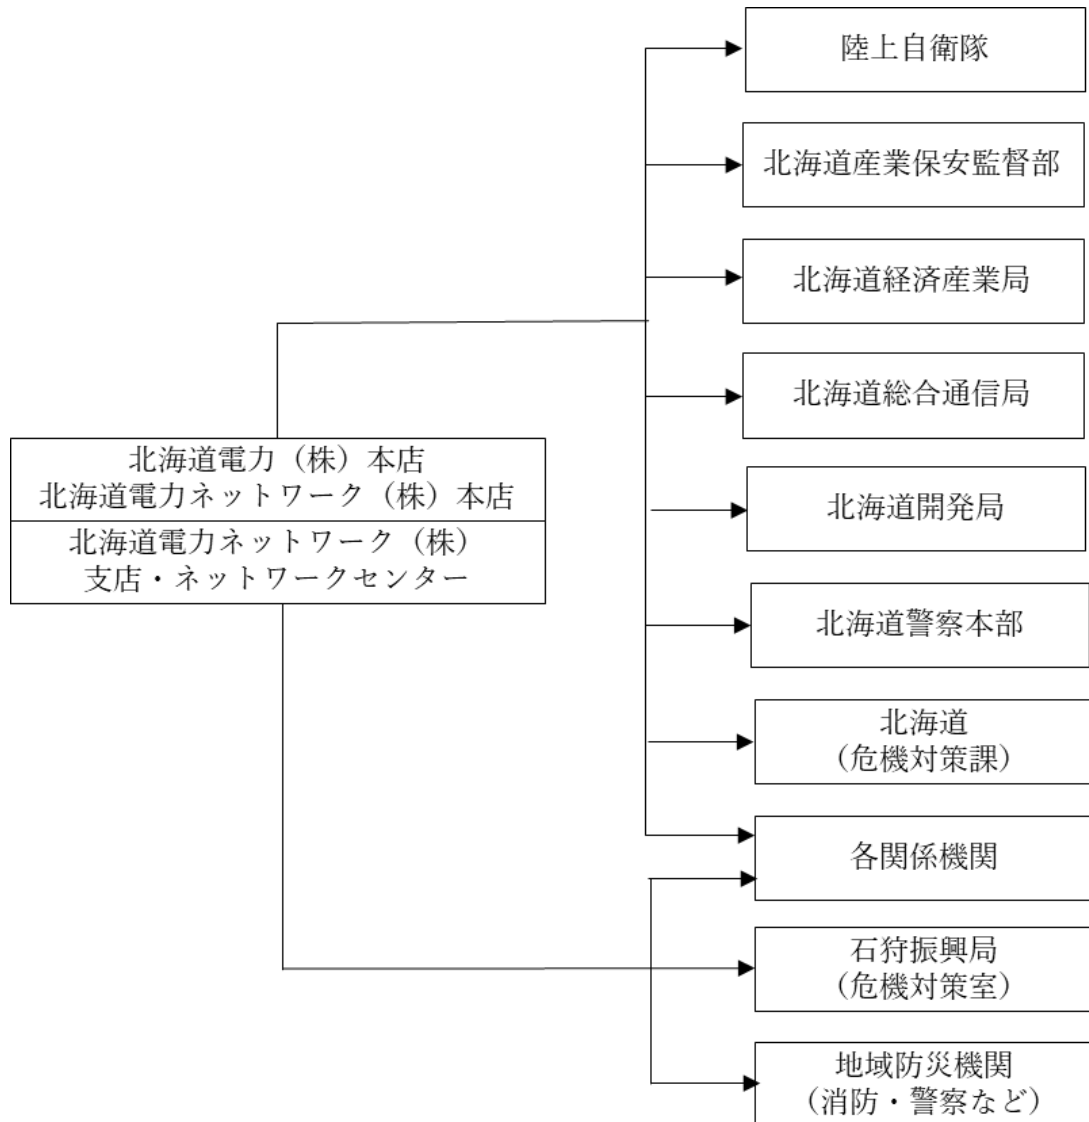 陸上自衛隊
北海道産業保安監督部
北海道経済産業局
北海道総合通信局
北海道電力（株）本店
北海道電力ネットワーク（株）本店
北海道電力ネットワーク（株）
支店・ネットワークセンター
北海道開発局
北海道警察本部
北海道
（危機対策課）
各関係機関
石狩振興局
（危機対策室）
地域防災機関
（消防・警察など）